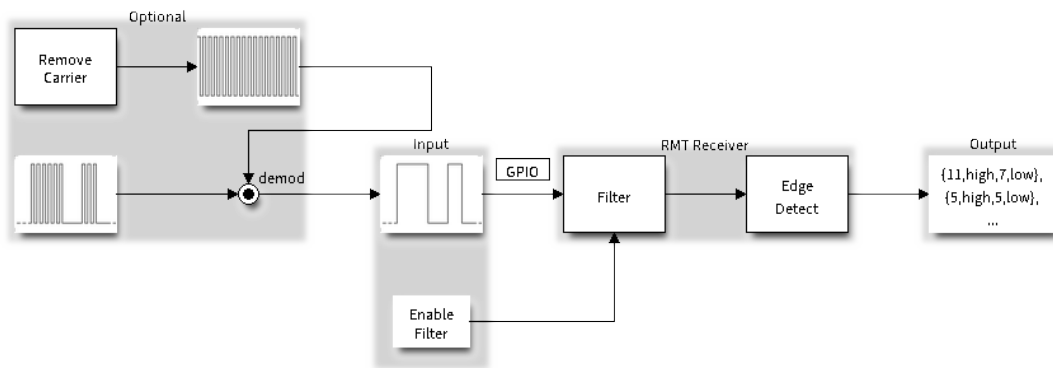 Optional
Remove
Carrier
demod
Input
GPIO
RMT Receiver
Filter
Edge
Detect
Output
{11,high,7,low},
{5,high,5,low},
...
Enable
Filter